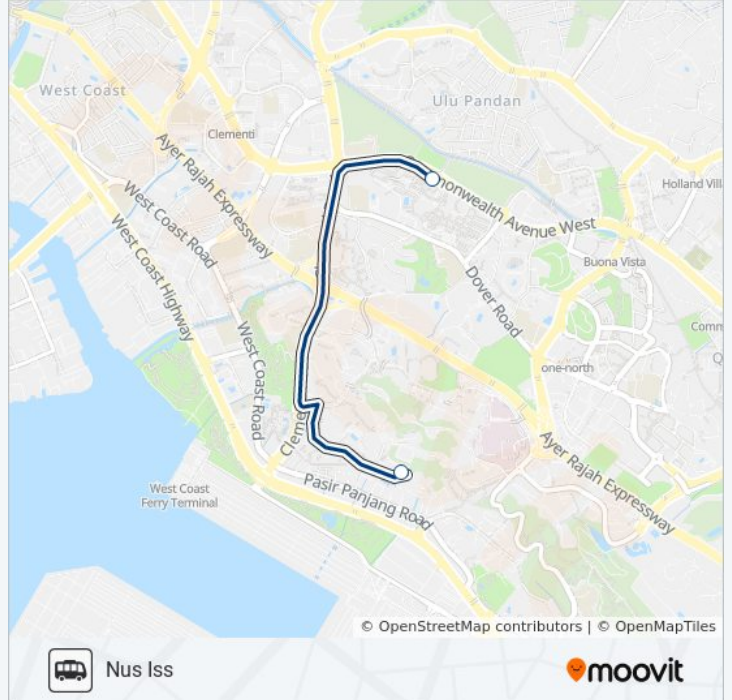 West Coast
Ulu Pandan
Clementi
Ayer Rajah Expressway
Holland Vill
West Coast Road
monwealth Avenue West
West Coast Highway
Buona Vista
Dover Road
Comm
West Coast Road
one-north
Cleme
Ayer Rajah Expressway
West Coast
Ferry Terminal
Pasir Panjang Road
© OpenStreetMap contributors | © OpenMapTiles
Nus Iss
moovit